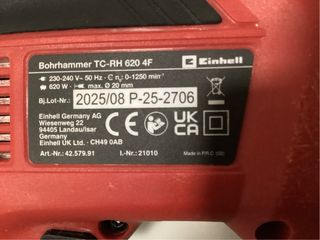 Bohrhammer TC-RH 620 4F
Einhell
230-240 V~ 50 Hz · n₀: 0-1250 min⁻¹
620 W · max. Ø 20 mm
Bj./Lot-Nr.: 2025/08 P-25-2706
Einhell Germany AG
Wiesenweg 22
94405 Landau/Isar
Germany
Einhell UK Ltd. · CH49 0AB
Art.-Nr.: 42.579.91 I.-Nr.: 21010
CE
UK
CA
Made in P.R.C.